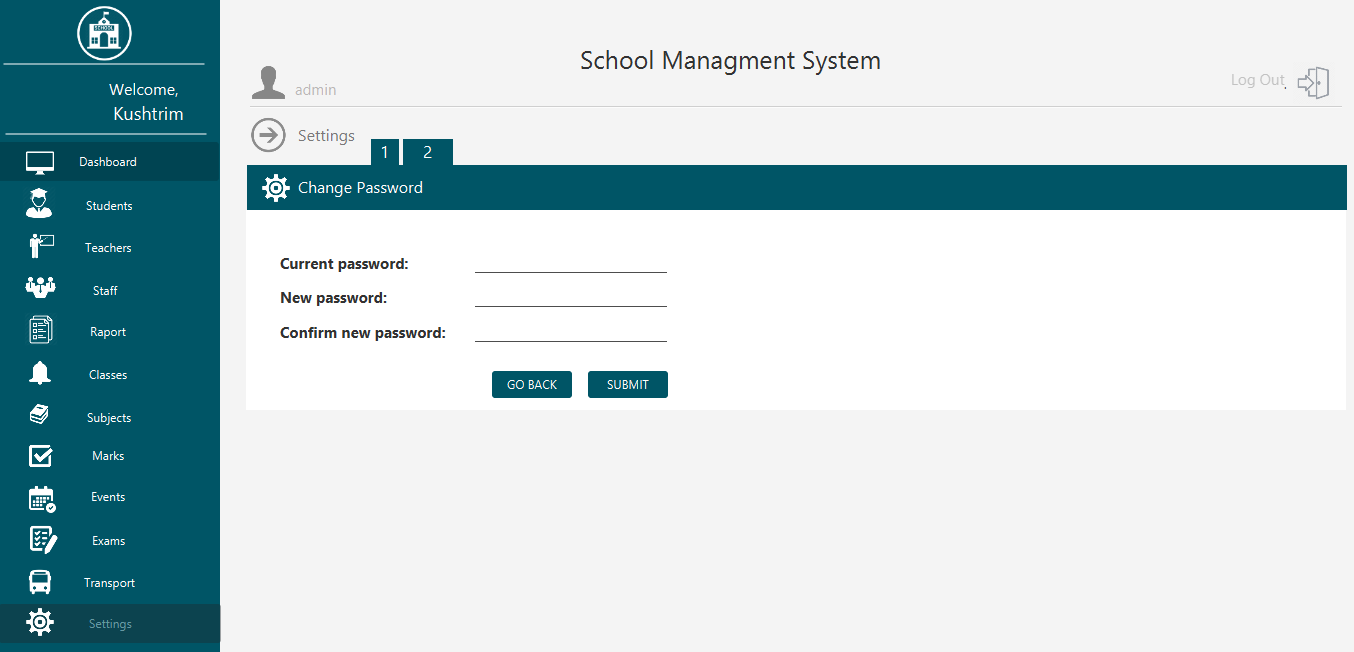 SCHOOL
Welcome,
Kushtrim
Dashboard
Students
Teachers
Staff
Raport
Classes
Subjects
Marks
Events
Exams
Transport
Settings
School Managment System
admin
Log Out
Settings
1 2
Change Password
Current password:
New password:
Confirm new password:
GO BACK SUBMIT